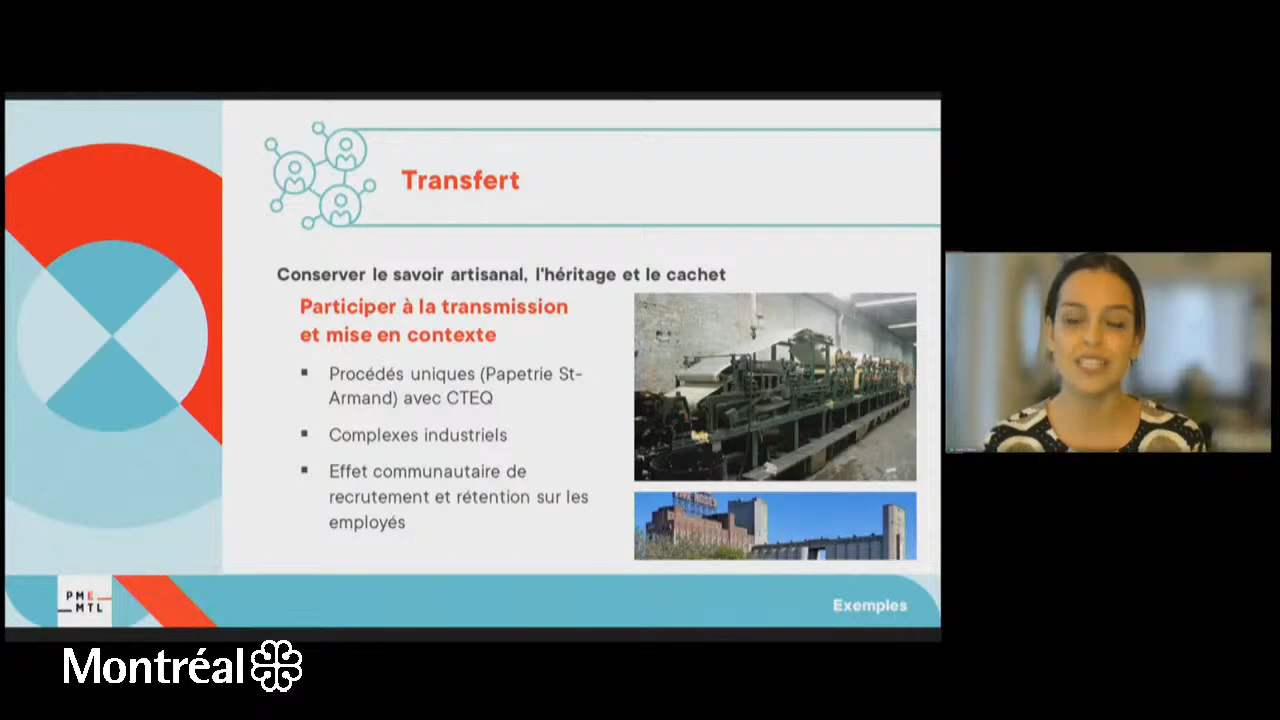 Transfert
Conserver le savoir artisanal, l'héritage et le cachet
Participer à la transmission
et mise en contexte
Procédés uniques (Papetrie St-
Armand) avec CTEQ
Complexes industriels
Effet communautaire de
recrutement et rétention sur les
employés
ROSES
PME
MTL
Exemples
Montréal